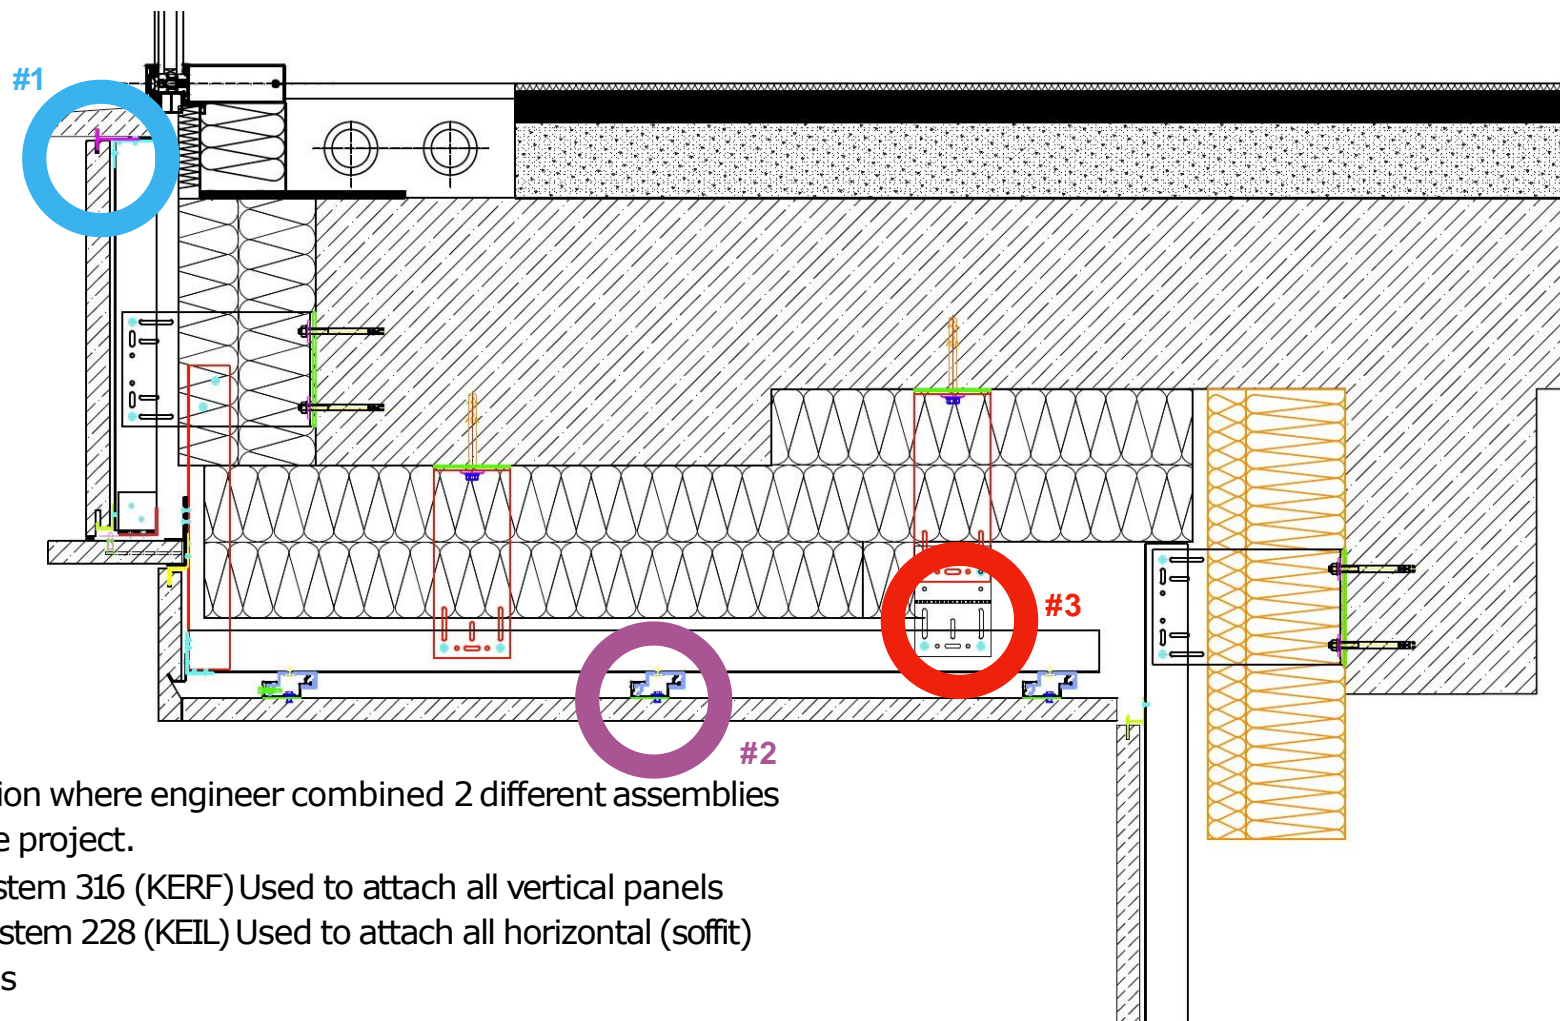 #1
#3
#2
ion where engineer combined 2 different assemblies
e project.
stem 316 (KERF) Used to attach all vertical panels
stem 228 (KEIL) Used to attach all horizontal (soffit)
s